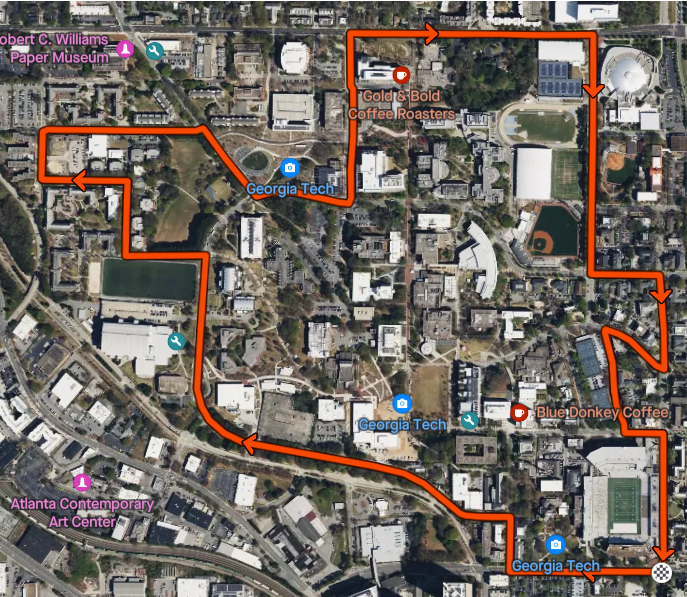 obert C. Williams
Paper Museum
Gold & Bold
Coffee Roasters
Georgia Tech
Georgia Tech
Blue Donkey Coffee
Atlanta Contemporary
Art Center
Georgia Tech